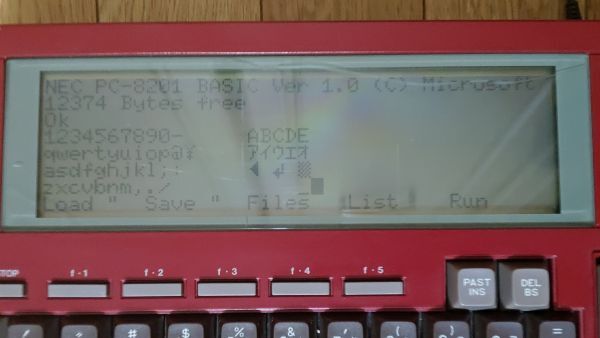 NEC PC-8201 BASIC Ver 1.0 (C) Microsoft
12374 Bytes free
Ok
1234567890- ABCDE
qwertyuiop@¥ アイウエオ
asdfghjkl;:
zxcvbnm,./
Load " Save " Files List Run
STOP f·1 f·2 f·3 f·4 f·5
PAST INS
DEL BS
# $ % & ' ( )